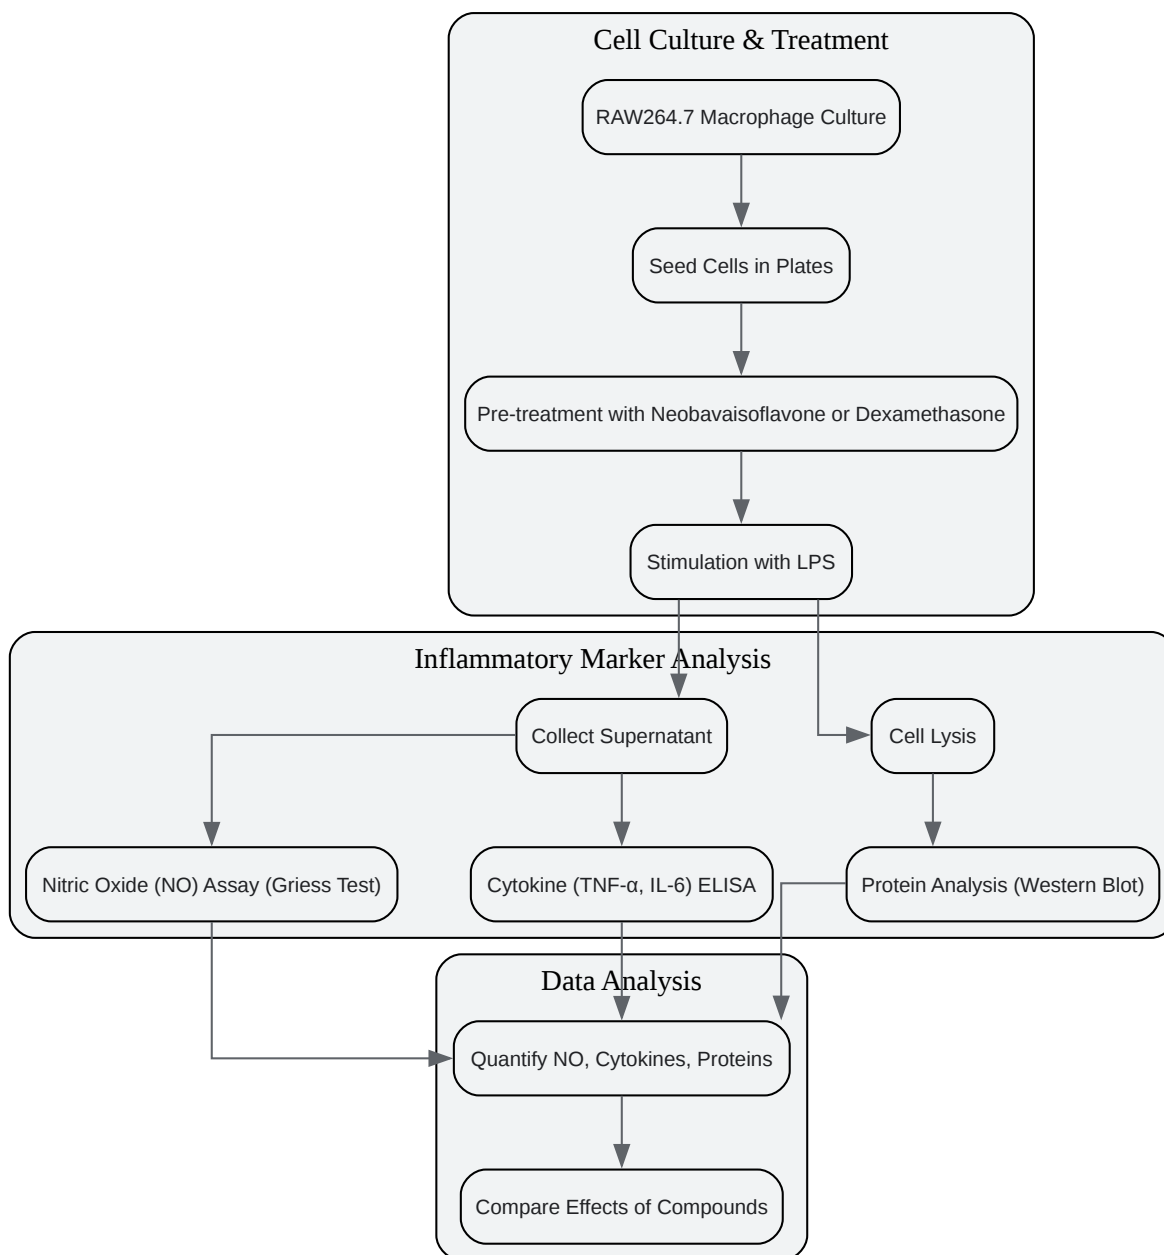 Cell Culture & Treatment
RAW264.7 Macrophage Culture
Seed Cells in Plates
Pre-treatment with Neobavaisoflavone or Dexamethasone
Stimulation with LPS
Inflammatory Marker Analysis
Collect Supernatant
Cell Lysis
Nitric Oxide (NO) Assay (Griess Test)
Cytokine (TNF-α, IL-6) ELISA
Protein Analysis (Western Blot)
Data Analysis
Quantify NO, Cytokines, Proteins
Compare Effects of Compounds